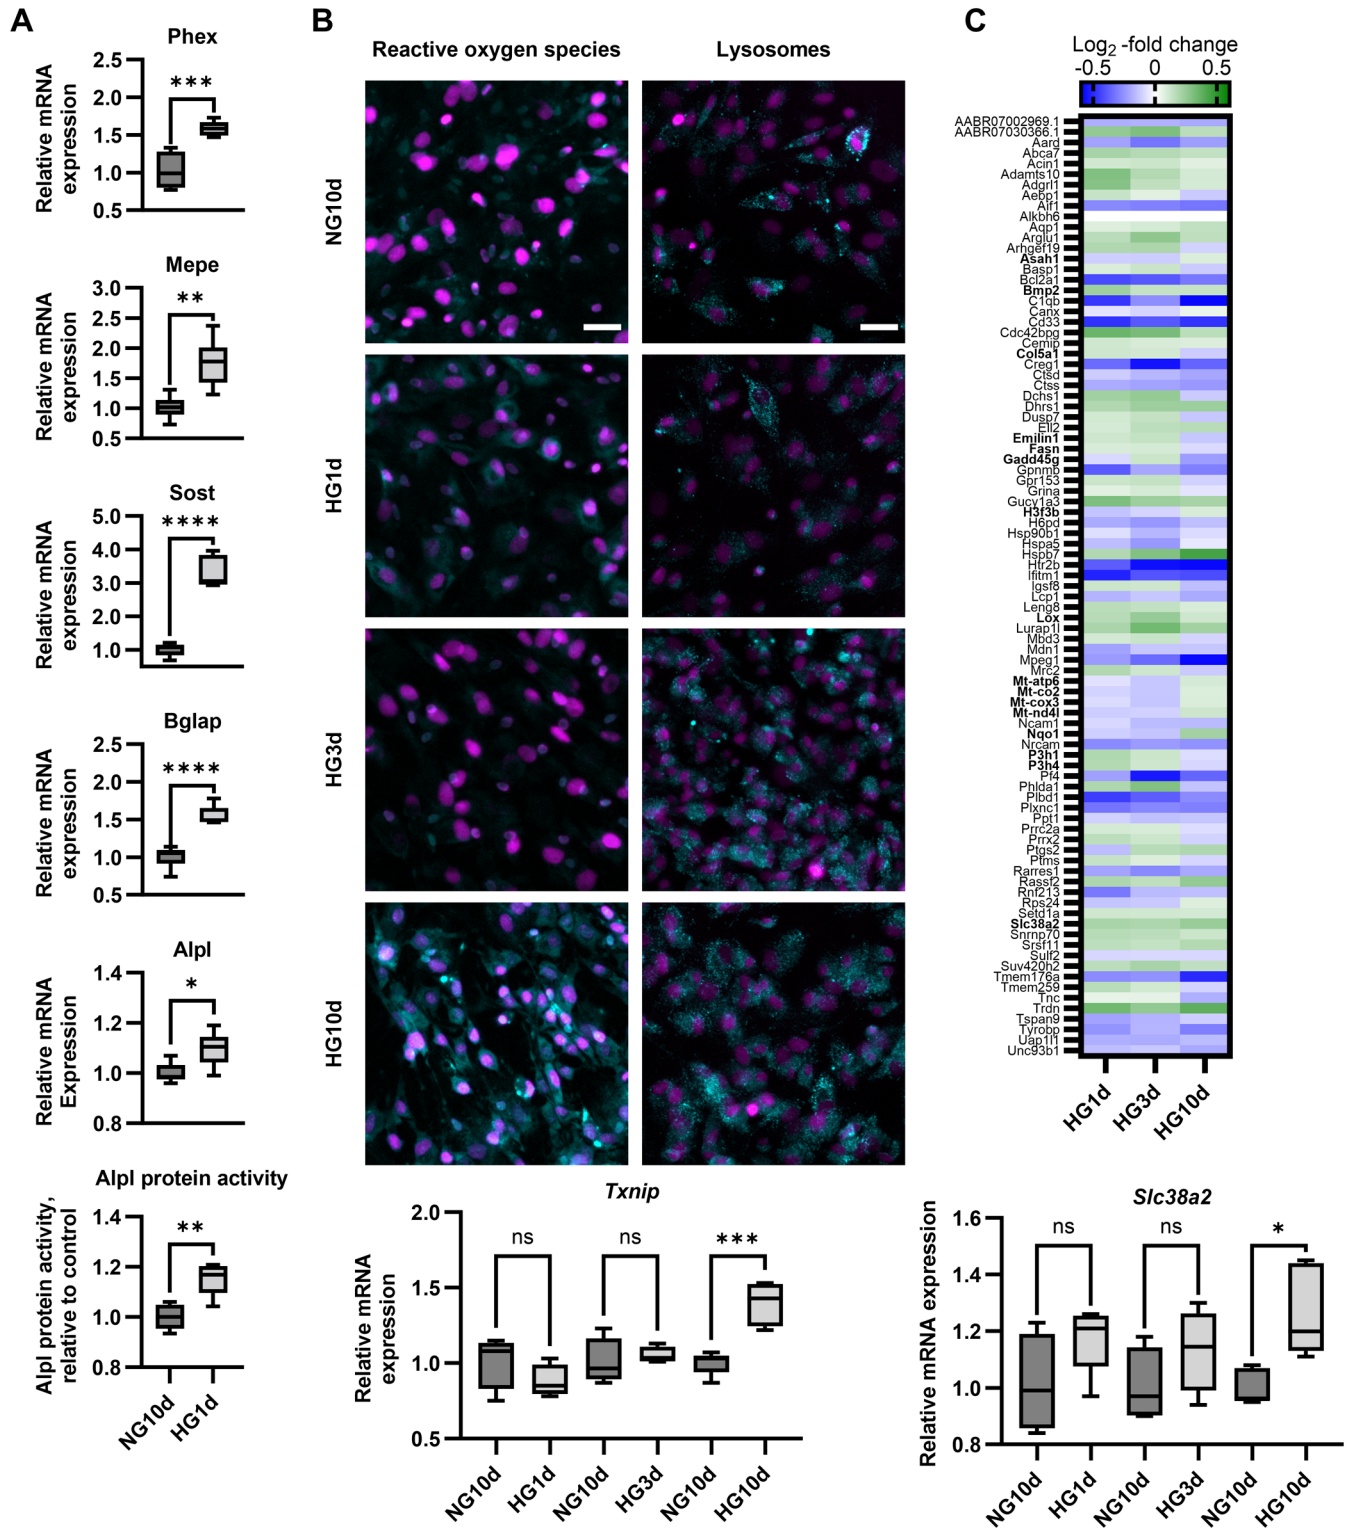 A
Phex
2.5
2.0
1.5
1.0
0.5
Relative mRNA
expression
***
Mepe
3.0
2.5
2.0
1.5
1.0
0.5
Relative mRNA
expression
**
Sost
5.0
4.0
3.0
2.0
1.0
Relative mRNA
expression
****
Bglap
2.5
2.0
1.5
1.0
0.5
Relative mRNA
expression
****
Alpl
1.4
1.2
1.0
0.8
Relative mRNA
Expression
*
Alpl protein activity
1.4
1.2
1.0
0.8
Alpl protein activity,
relative to control
**
NG10d
HG1d
B
Reactive oxygen species
Lysosomes
NG10d
HG1d
HG3d
HG10d
Txnip
2.0
1.5
1.0
0.5
Relative mRNA
expression
ns
ns
***
NG10d
HG1d
NG10d
HG3d
NG10d
HG10d
C
Log2 -fold change
-0.5 0 0.5
AABR07002969.1
AABR07030366.1
Aard
Abca7
Acin1
Adamts10
Adgrl1
Aebp1
Aif1
Alkbh6
Aqp1
Arglu1
Arhgef19
Asah1
Basp1
Bcl2a1
Bmp2
C1qb
Canx
Cd33
Cdc42bpg
Cemip
Col5a1
Creg1
Ctsd
Ctss
Dchs1
Dhrs1
Dusp7
Ell2
Emilin1
Fasn
Gadd45g
Gpnmb
Gpr153
Grina
Gucy1a3
H3f3b
H6pd
Hsp90b1
Hspa5
Hspb7
Htr2b
Ifitm1
Igsf8
Lcp1
Leng8
Lox
Lurap1l
Mbd3
Mdn1
Mpeg1
Mrc2
Mt-atp6
Mt-co2
Mt-cox3
Mt-nd4l
Ncam1
Nqo1
Nrcam
P3h1
P3h4
Pf4
Phlda1
Plbd1
Plxnc1
Ppt1
Prrc2a
Prrx2
Ptgs2
Ptms
Rarres1
Rassf2
Rnf213
Rps24
Setd1a
Slc38a2
Snrnp70
Srsf11
Sulf2
Suv420h2
Tmem176a
Tmem259
Tnc
Trdn
Tspan9
Tyrobp
Uap1l1
Unc93b1
HG1d
HG3d
HG10d
Slc38a2
1.6
1.4
1.2
1.0
0.8
Relative mRNA expression
ns
ns
*
NG10d
HG1d
NG10d
HG3d
NG10d
HG10d